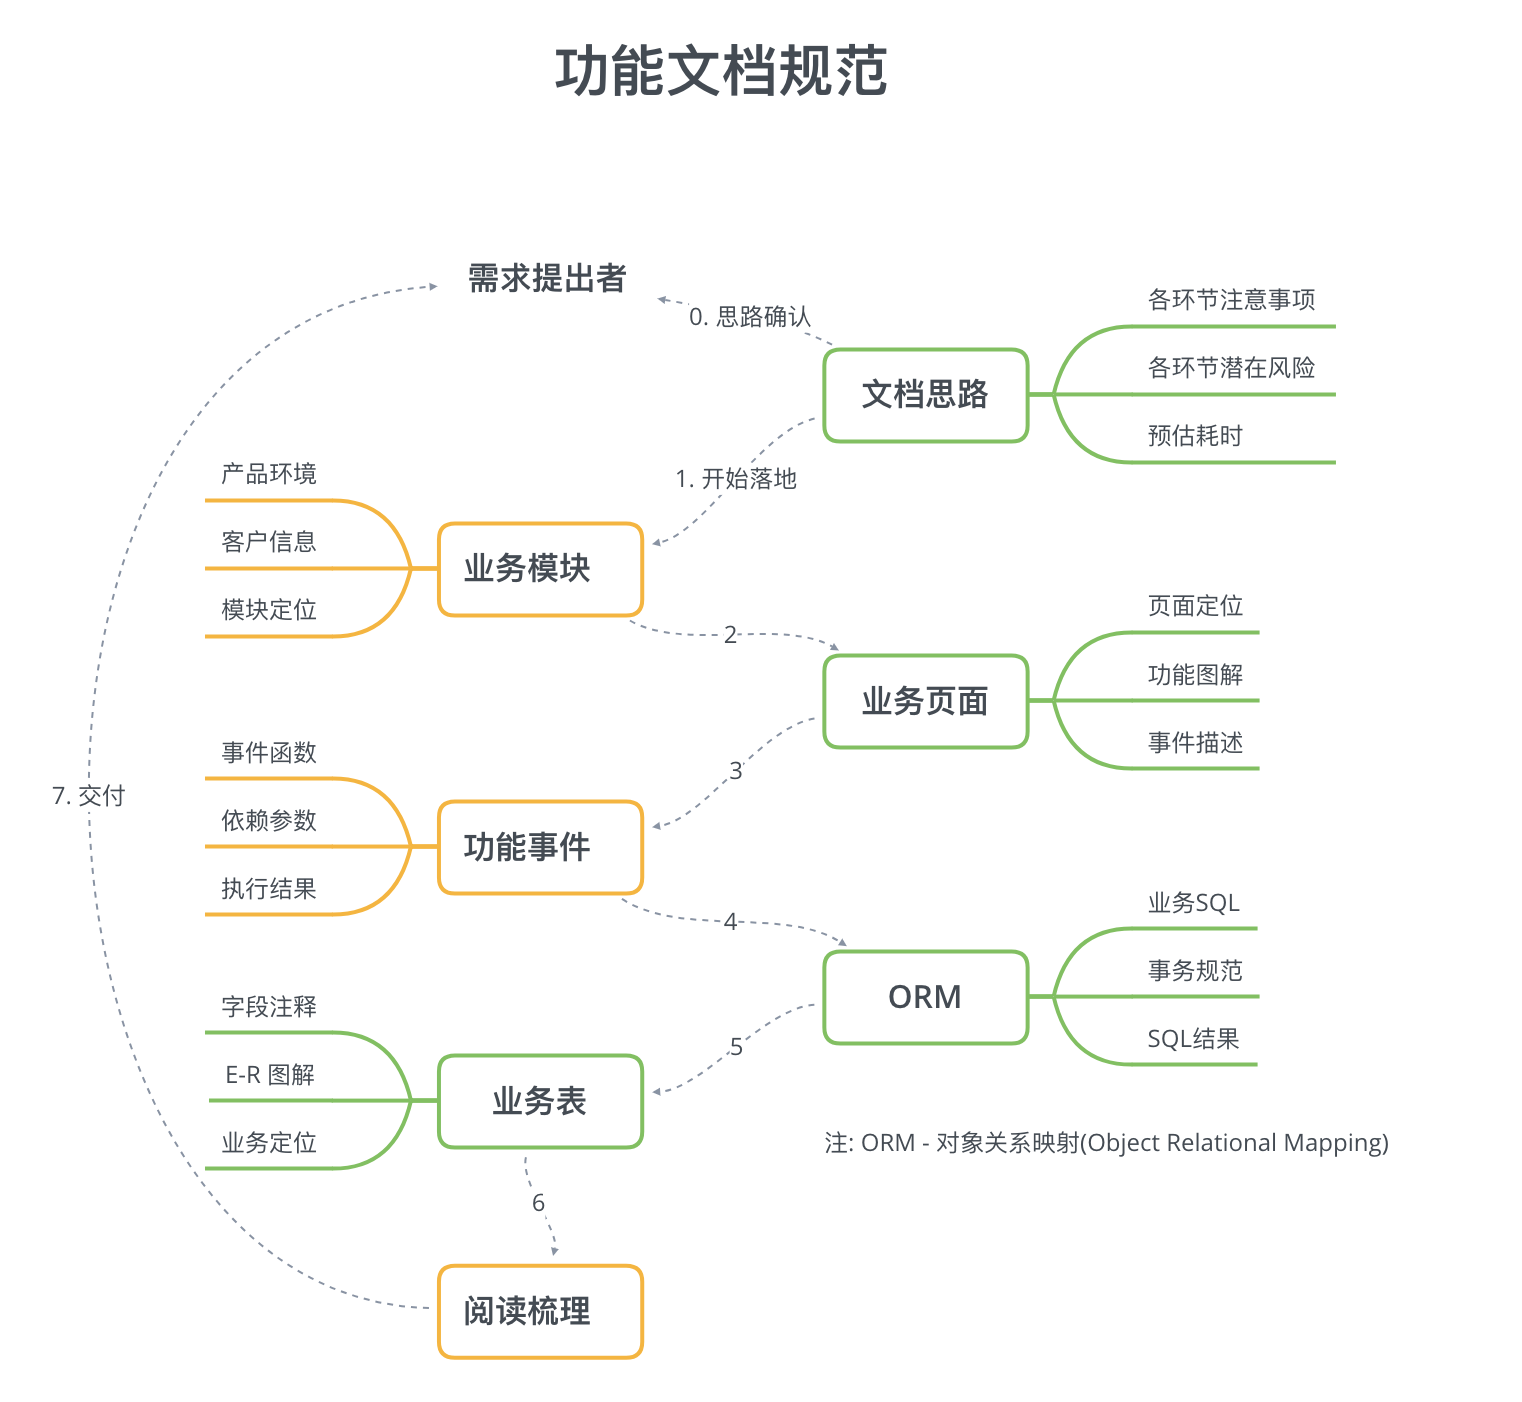 功能文档规范
需求提出者
0. 思路确认
文档思路
各环节注意事项
各环节潜在风险
预估耗时
1. 开始落地
业务模块
产品环境
客户信息
模块定位
2
业务页面
页面定位
功能图解
事件描述
3
功能事件
事件函数
依赖参数
执行结果
4
ORM
业务SQL
事务规范
SQL结果
5
业务表
字段注释
E-R 图解
业务定位
注: ORM - 对象关系映射(Object Relational Mapping)
6
阅读梳理
7. 交付